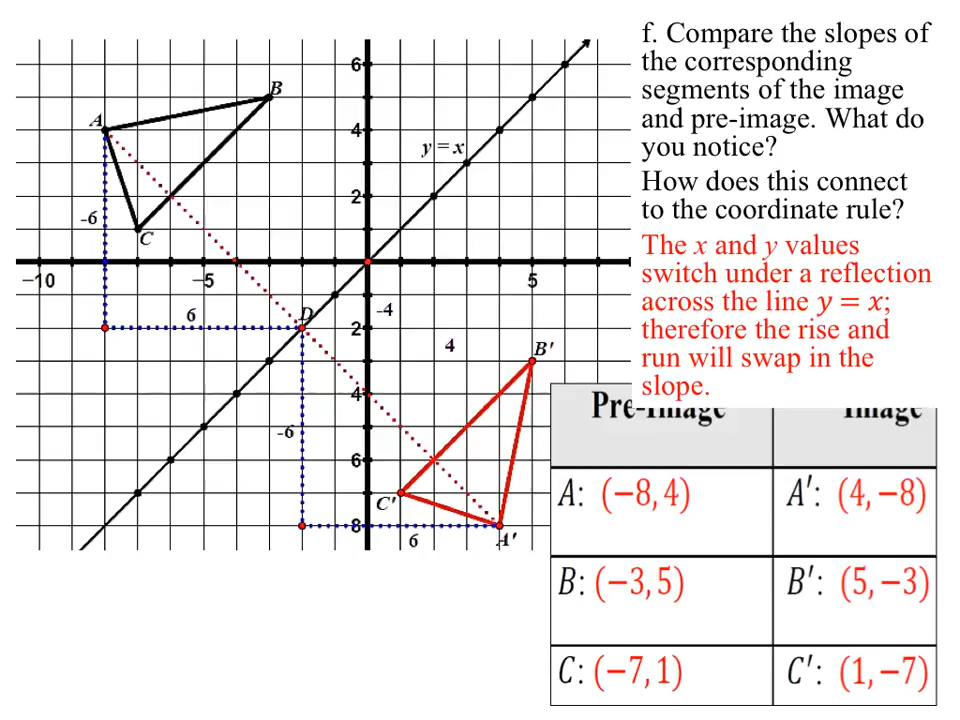 f. Compare the slopes of
the corresponding
segments of the image
and pre-image. What do
you notice?
How does this connect
to the coordinate rule?
The x and y values
switch under a reflection
across the line y = x;
therefore the rise and
run will swap in the
slope.
6
B
A
4
y = x
2
-6
C
−10
−5
5
6
D
-4
2
4
B'
4
-6
6
C'
8
6
A'
Pre-Image Image
A: (−8,4) A′: (4,−8)
B: (−3,5) B′: (5,−3)
C: (−7,1) C′: (1,−7)